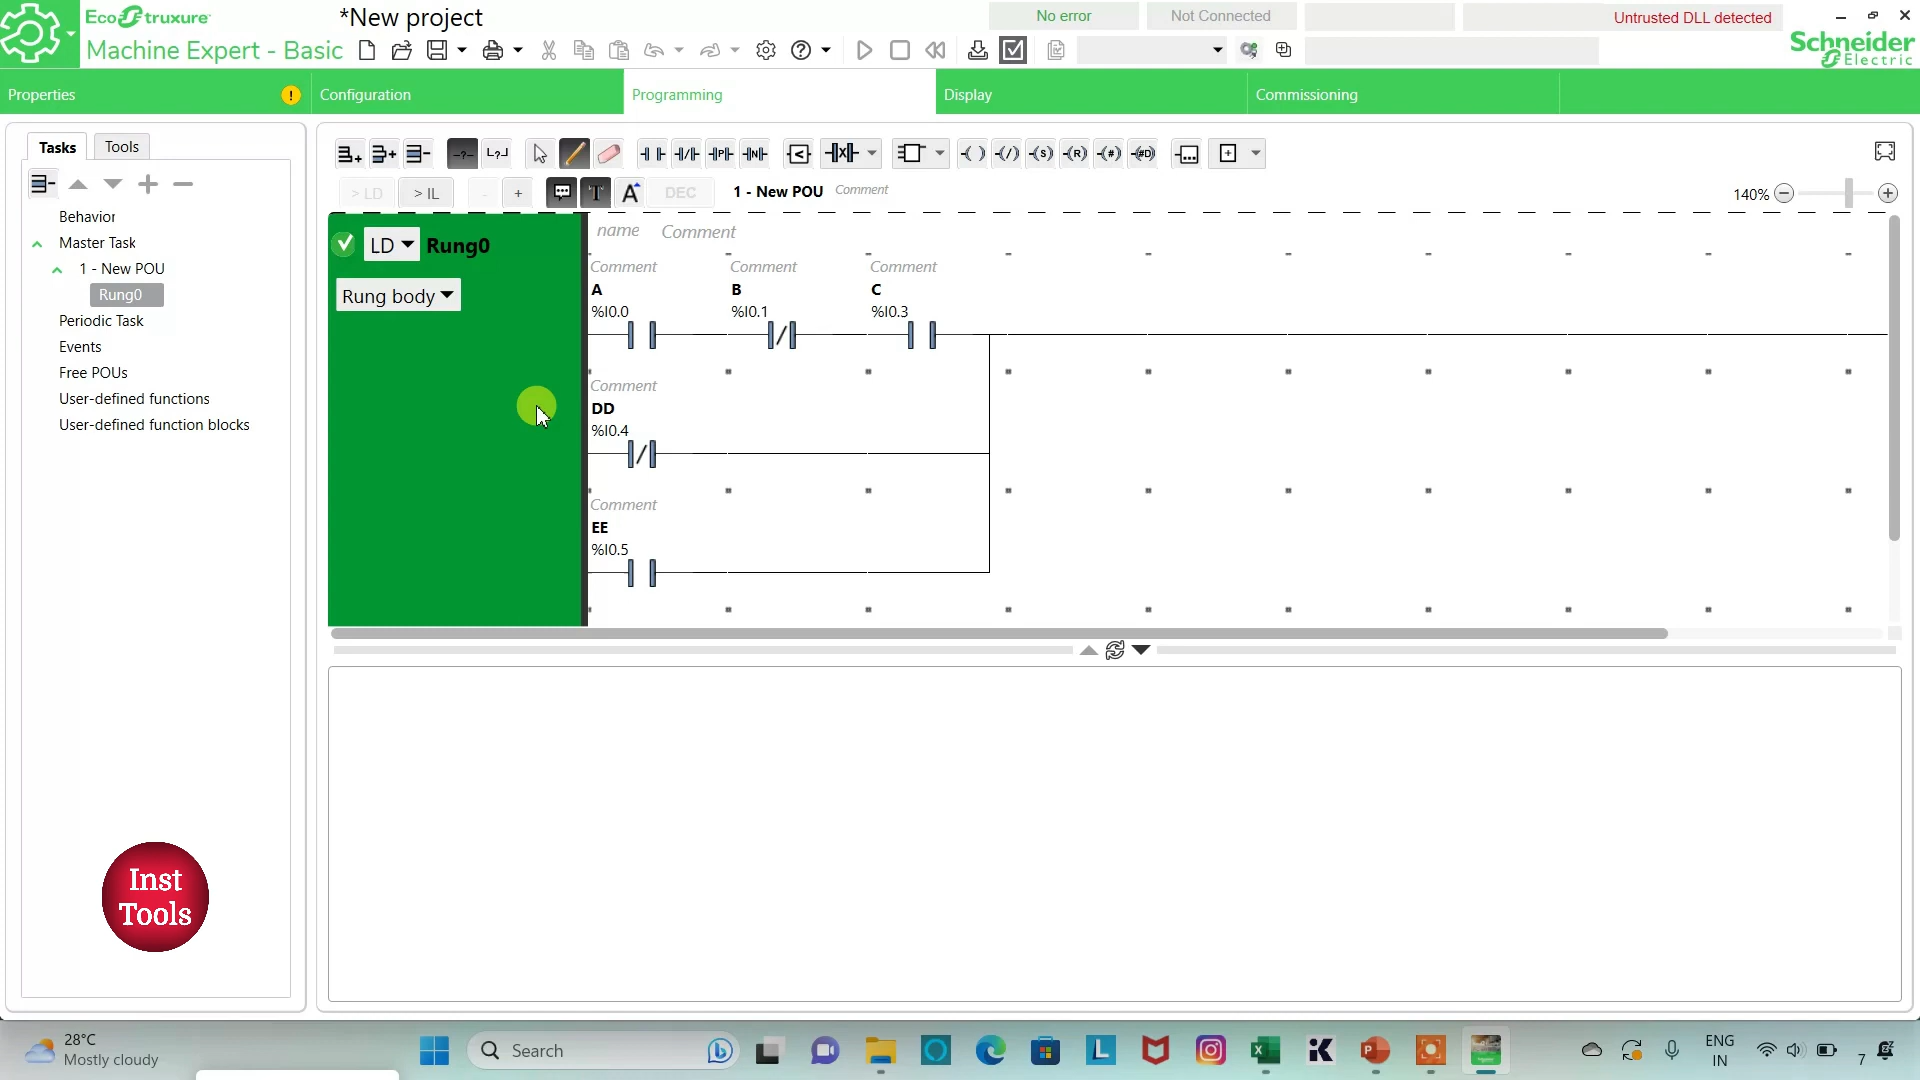 EcoStruxure
Machine Expert - Basic
*New project
No error
Not Connected
Untrusted DLL detected
Schneider
Electric
Properties
Configuration
Programming
Display
Commissioning
Tasks
Tools
> LD
> IL
DEC
1 - New POU
Comment
140%
Behavior
Master Task
1 - New POU
Rung0
Periodic Task
Events
Free POUs
User-defined functions
User-defined function blocks
LD
Rung0
Rung body
name
Comment
Comment
Comment
Comment
A
B
C
%I0.0
%I0.1
%I0.3
Comment
DD
%I0.4
Comment
EE
%I0.5
Inst
Tools
28°C
Mostly cloudy
Search
ENG
IN
7